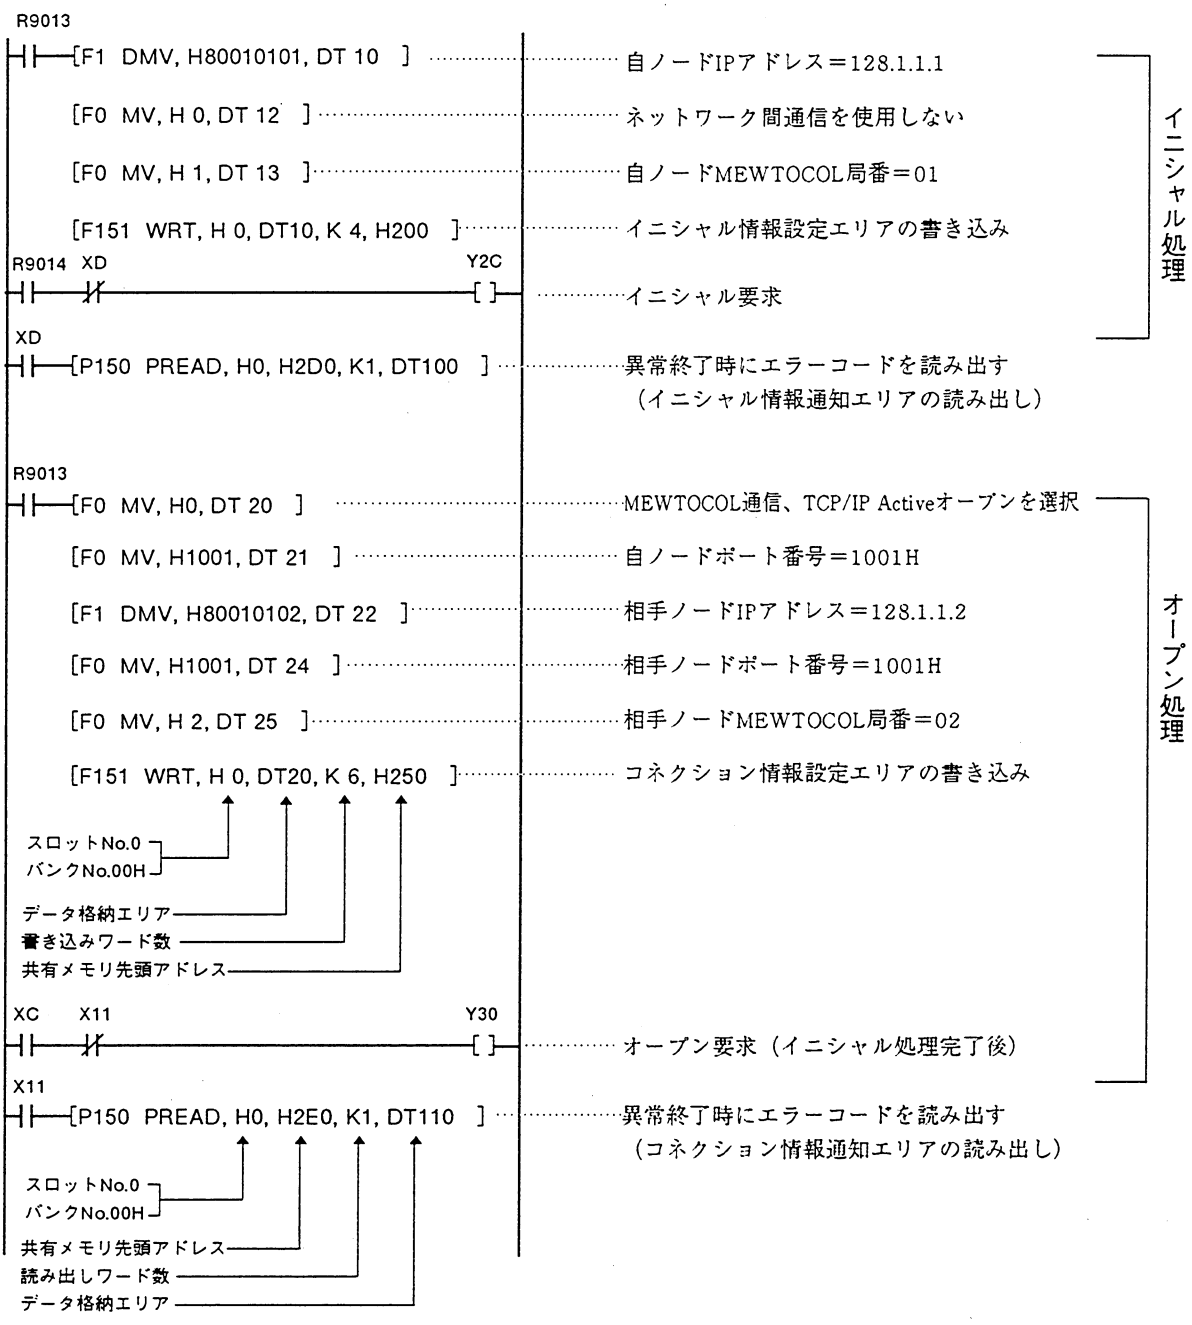 R9013
[F1 DMV, H80010101, DT 10 ] 自ノードIPアドレス＝128.1.1.1
[F0 MV, H 0, DT 12 ] ネットワーク間通信を使用しない
[F0 MV, H 1, DT 13 ] 自ノードMEWTOCOL局番＝01
[F151 WRT, H 0, DT10, K 4, H200 ] イニシャル情報設定エリアの書き込み
イニシャル処理
R9014 XD Y2C
[ ] イニシャル要求
XD
[P150 PREAD, H0, H2D0, K1, DT100 ] 異常終了時にエラーコードを読み出す
（イニシャル情報通知エリアの読み出し）
R9013
[F0 MV, H0, DT 20 ] MEWTOCOL通信、TCP/IP Activeオープンを選択
[F0 MV, H1001, DT 21 ] 自ノードポート番号＝1001H
[F1 DMV, H80010102, DT 22 ] 相手ノードIPアドレス＝128.1.1.2
[F0 MV, H1001, DT 24 ] 相手ノードポート番号＝1001H
[F0 MV, H 2, DT 25 ] 相手ノードMEWTOCOL局番＝02
[F151 WRT, H 0, DT20, K 6, H250 ] コネクション情報設定エリアの書き込み
オープン処理
スロットNo.0
バンクNo.00H
データ格納エリア
書き込みワード数
共有メモリ先頭アドレス
XC X11 Y30
[ ] オープン要求（イニシャル処理完了後）
X11
[P150 PREAD, H0, H2E0, K1, DT110 ] 異常終了時にエラーコードを読み出す
（コネクション情報通知エリアの読み出し）
スロットNo.0
バンクNo.00H
共有メモリ先頭アドレス
読み出しワード数
データ格納エリア